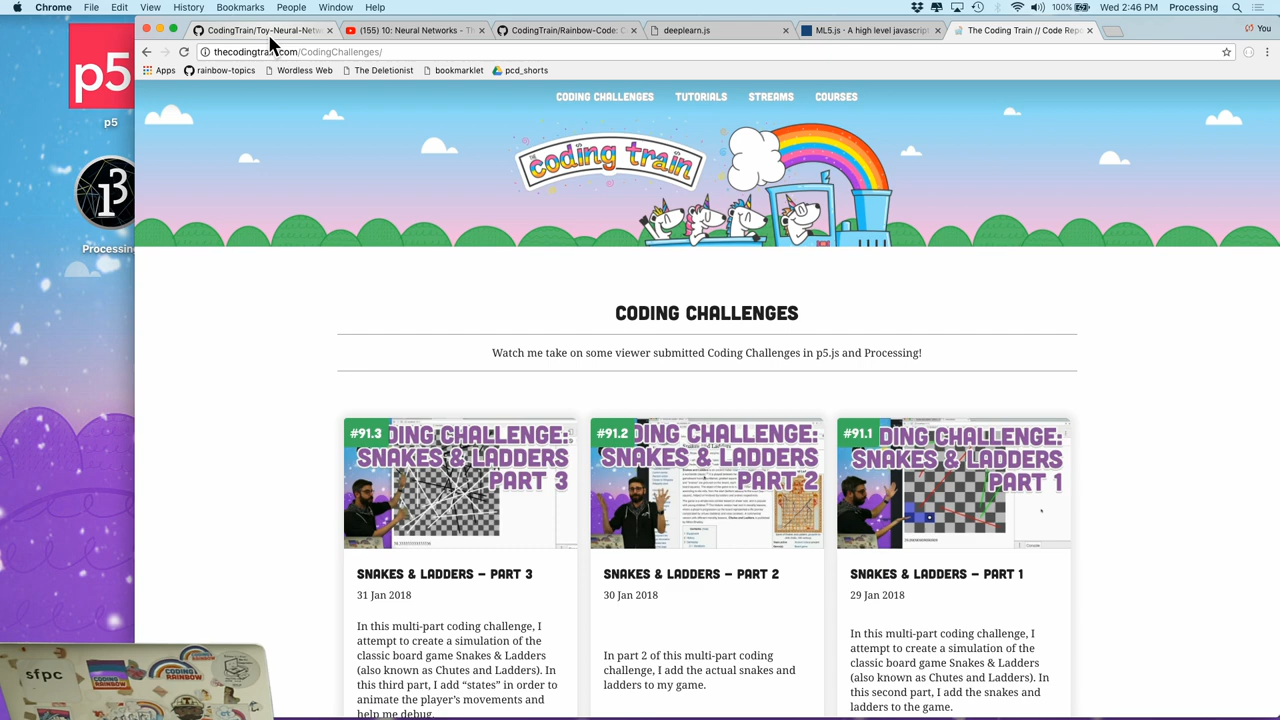 Chrome File Edit View History Bookmarks People Window Help 100% Wed 2:46 PM Processing
CodingTrain/Toy-Neural-Netw × (155) 10: Neural Networks - Th × CodingTrain/Rainbow-Code: C × deeplearn.js × ML5.js - A high level javascript × The Coding Train // Code Repo × You
thecodingtrain.com/CodingChallenges/
Apps rainbow-topics Wordless Web The Deletionist bookmarklet pcd_shorts
p5
p5
Processing
CODING CHALLENGES TUTORIALS STREAMS COURSES
THE coding train
CODING CHALLENGES
Watch me take on some viewer submitted Coding Challenges in p5.js and Processing!
#91.3
DING CHALLENGE:
SNAKES & LADDERS
PART 3
SNAKES & LADDERS – PART 3
31 Jan 2018
In this multi-part coding challenge, I
attempt to create a simulation of the
classic board game Snakes & Ladders
(also known as Chutes and Ladders). In
this third part, I add “states” in order to
animate the player’s movements and
help me debug.
#91.2
DING CHALLENGE:
SNAKES & LADDERS
PART 2
SNAKES & LADDERS – PART 2
30 Jan 2018
In part 2 of this multi-part coding
challenge, I add the actual snakes and
ladders to my game.
#91.1
DING CHALLENGE:
SNAKES & LADDERS
PART 1
SNAKES & LADDERS – PART 1
29 Jan 2018
In this multi-part coding challenge, I
attempt to create a simulation of the
classic board game Snakes & Ladders
(also known as Chutes and Ladders). In
this second part, I add the snakes and
ladders to the game.
sfpc
CODING
RAINBOW
CODING
RAINBOW